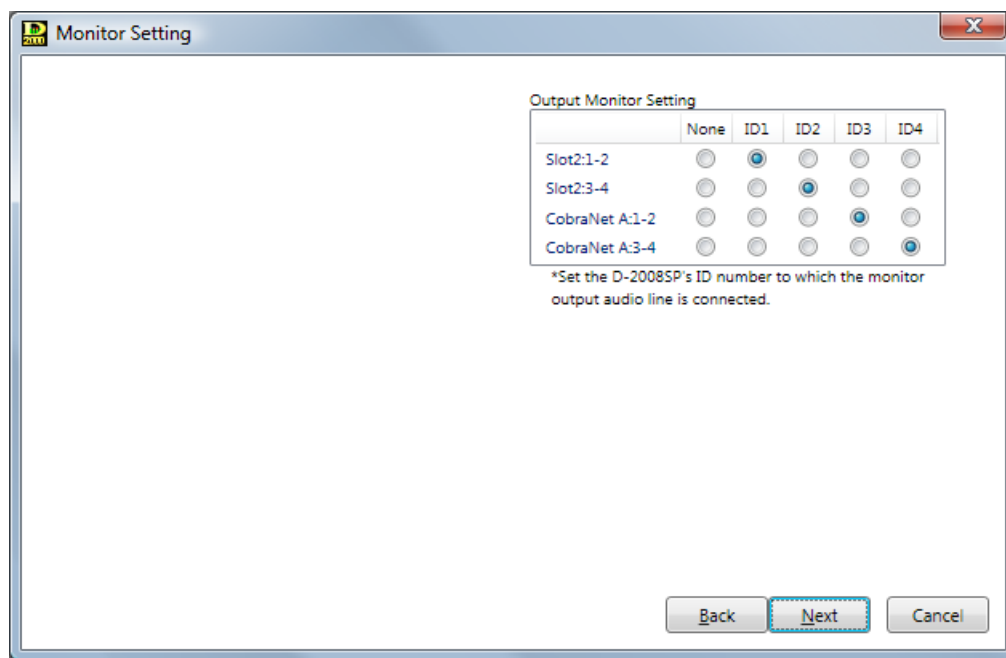 Monitor Setting
Output Monitor Setting
None ID1 ID2 ID3 ID4
Slot2:1-2
Slot2:3-4
CobraNet A:1-2
CobraNet A:3-4
*Set the D-2008SP's ID number to which the monitor
output audio line is connected.
Back Next Cancel